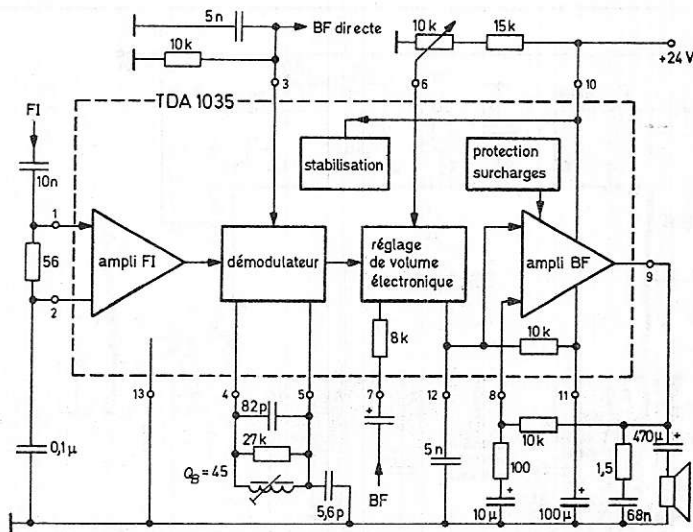 5n
BF directe
10k
3
10k
15k
6
10
+24 V
TDA 1035
FI
10n
stabilisation
protection
surcharges
1
56
2
ampli FI
démodulateur
réglage
de volume
électronique
ampli BF
9
8k
10k
13
4
5
7
12
8
11
82p
27k
Q_B = 45
5,6p
0,1µ
+
BF
5n
10k
100
+
10µ
+
100µ
1,5
68n
470µ
+